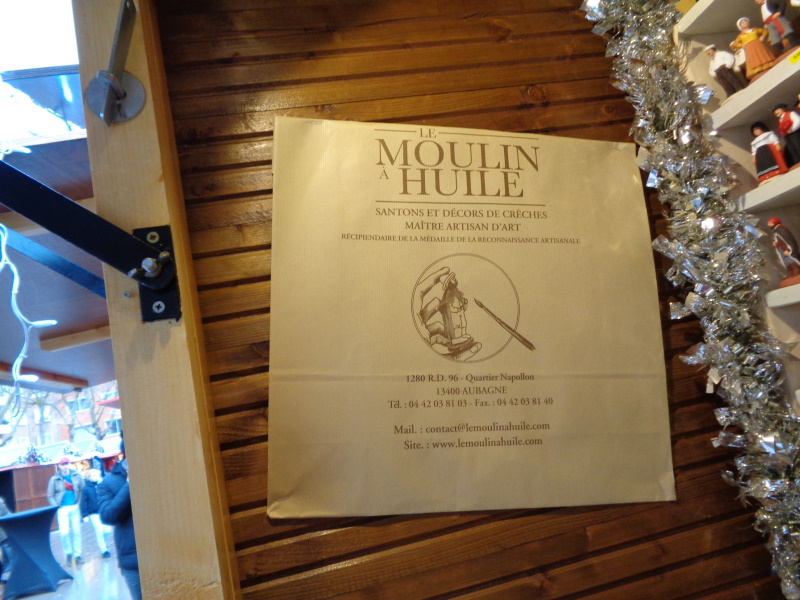 LE
MOULIN
À HUILE
SANTONS ET DÉCORS DE CRÈCHES
MAÎTRE ARTISAN D'ART
RÉCIPIENDAIRE DE LA MÉDAILLE DE LA RECONNAISSANCE ARTISANALE
1280 R.D. 96 - Quartier Napollon
13400 AUBAGNE
Tél. : 04 42 03 81 03 - Fax. : 04 42 03 81 40
Mail. : contact@lemoulinahuile.com
Site. : www.lemoulinahuile.com